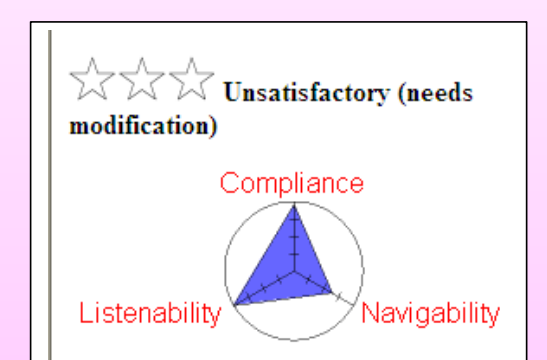 Unsatisfactory (needs
modification)
Compliance
Listenability
Navigability